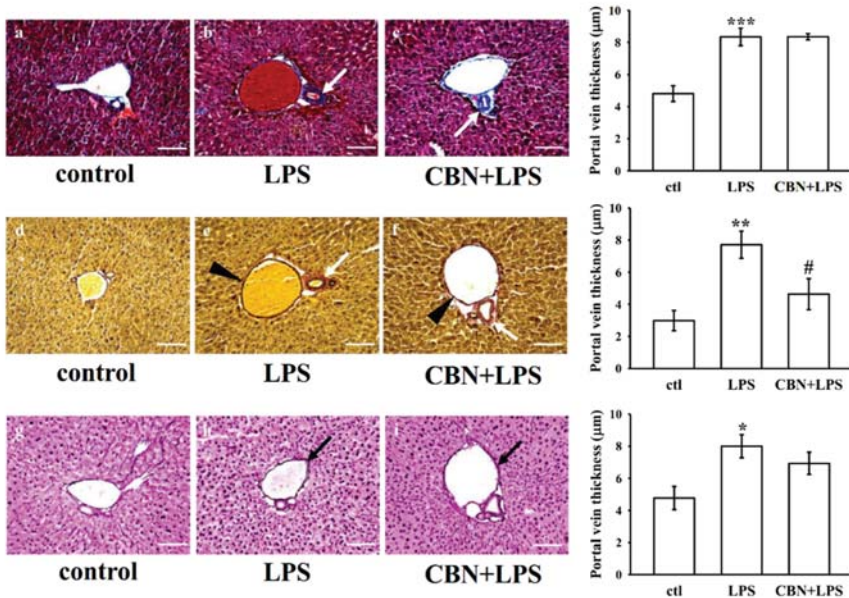 a
b
c
control
LPS
CBN+LPS
Portal vein thickness (μm)
10
8
6
4
2
0
***
ctl
LPS
CBN+LPS
d
e
f
control
LPS
CBN+LPS
Portal vein thickness (μm)
10
8
6
4
2
0
**
#
ctl
LPS
CBN+LPS
g
h
i
control
LPS
CBN+LPS
Portal vein thickness (μm)
10
8
6
4
2
0
*
ctl
LPS
CBN+LPS